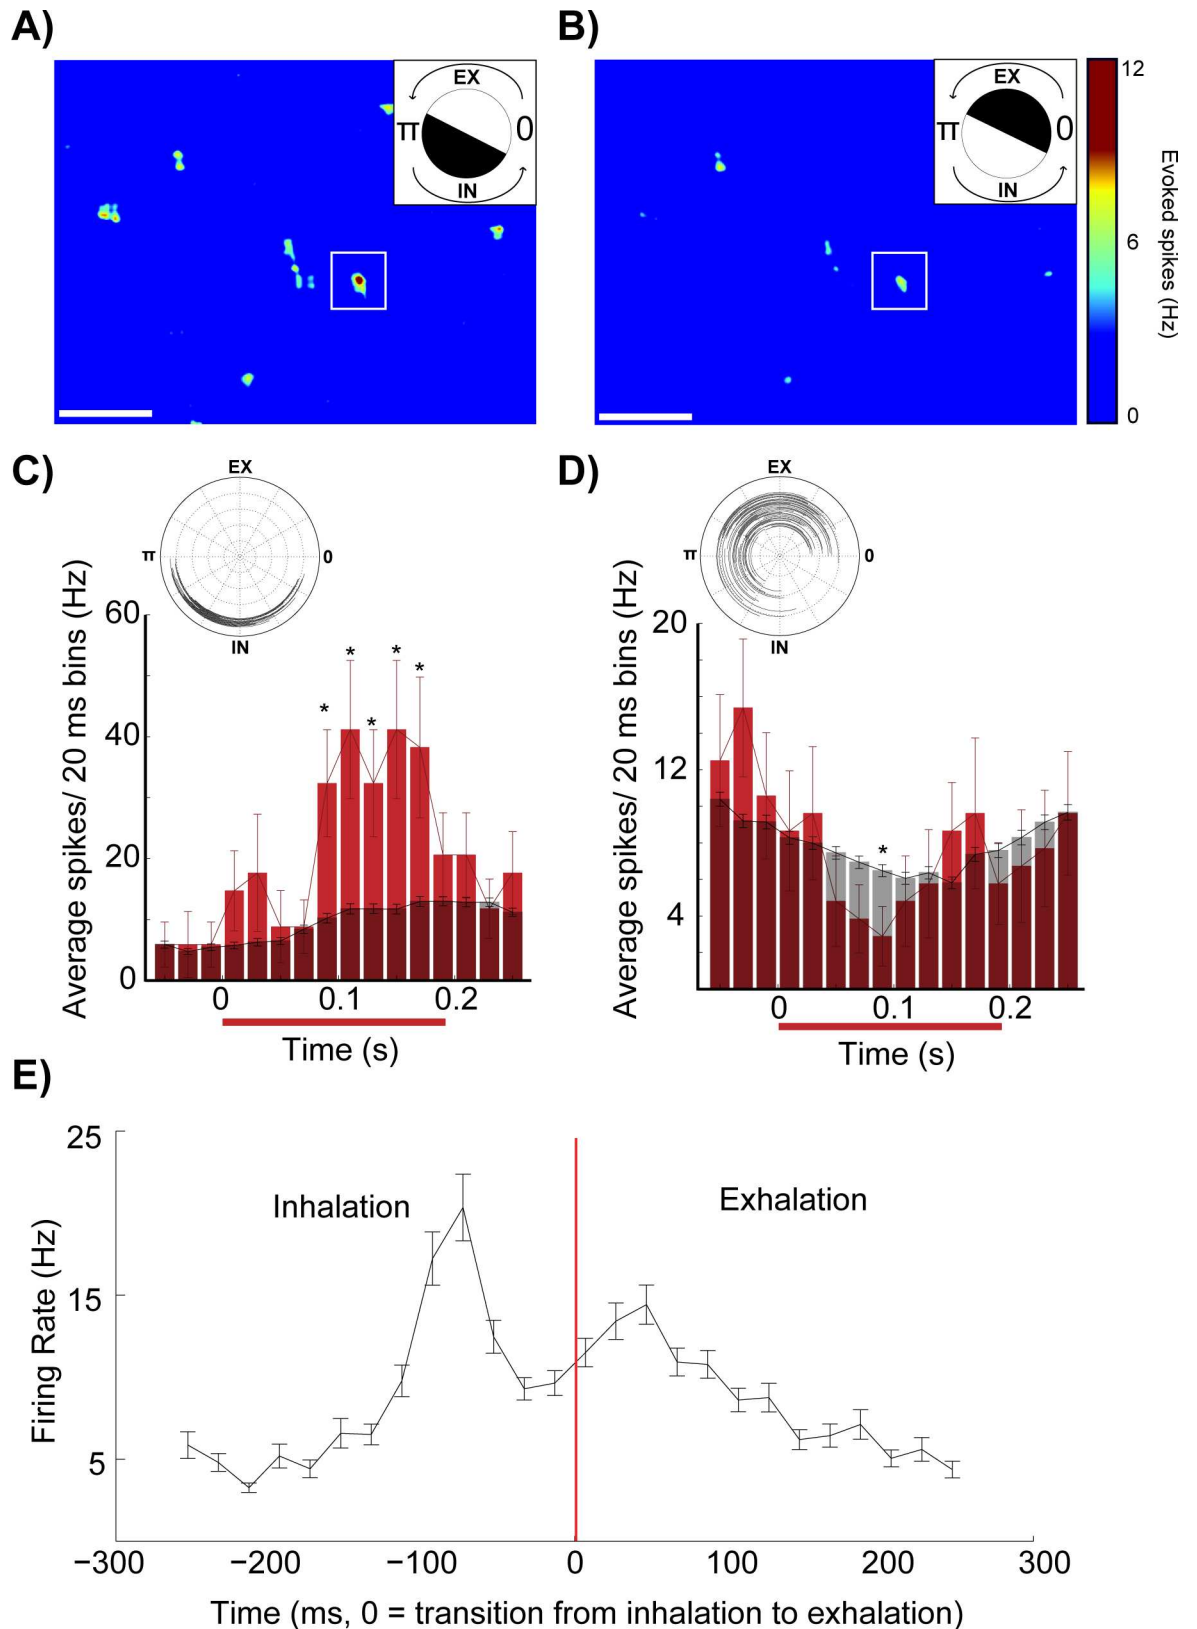 A)
B)
EX
π
0
IN
EX
π
0
IN
12
6
0
Evoked spikes (Hz)
C)
D)
EX
π
0
IN
EX
π
0
IN
Average spikes/ 20 ms bins (Hz)
60
40
20
0
* * * * *
0 0.1 0.2
Time (s)
Average spikes/ 20 ms bins (Hz)
20
12
4
*
0 0.1 0.2
Time (s)
E)
Firing Rate (Hz)
25
15
5
Inhalation
Exhalation
−300 −200 −100 0 100 200 300
Time (ms, 0 = transition from inhalation to exhalation)